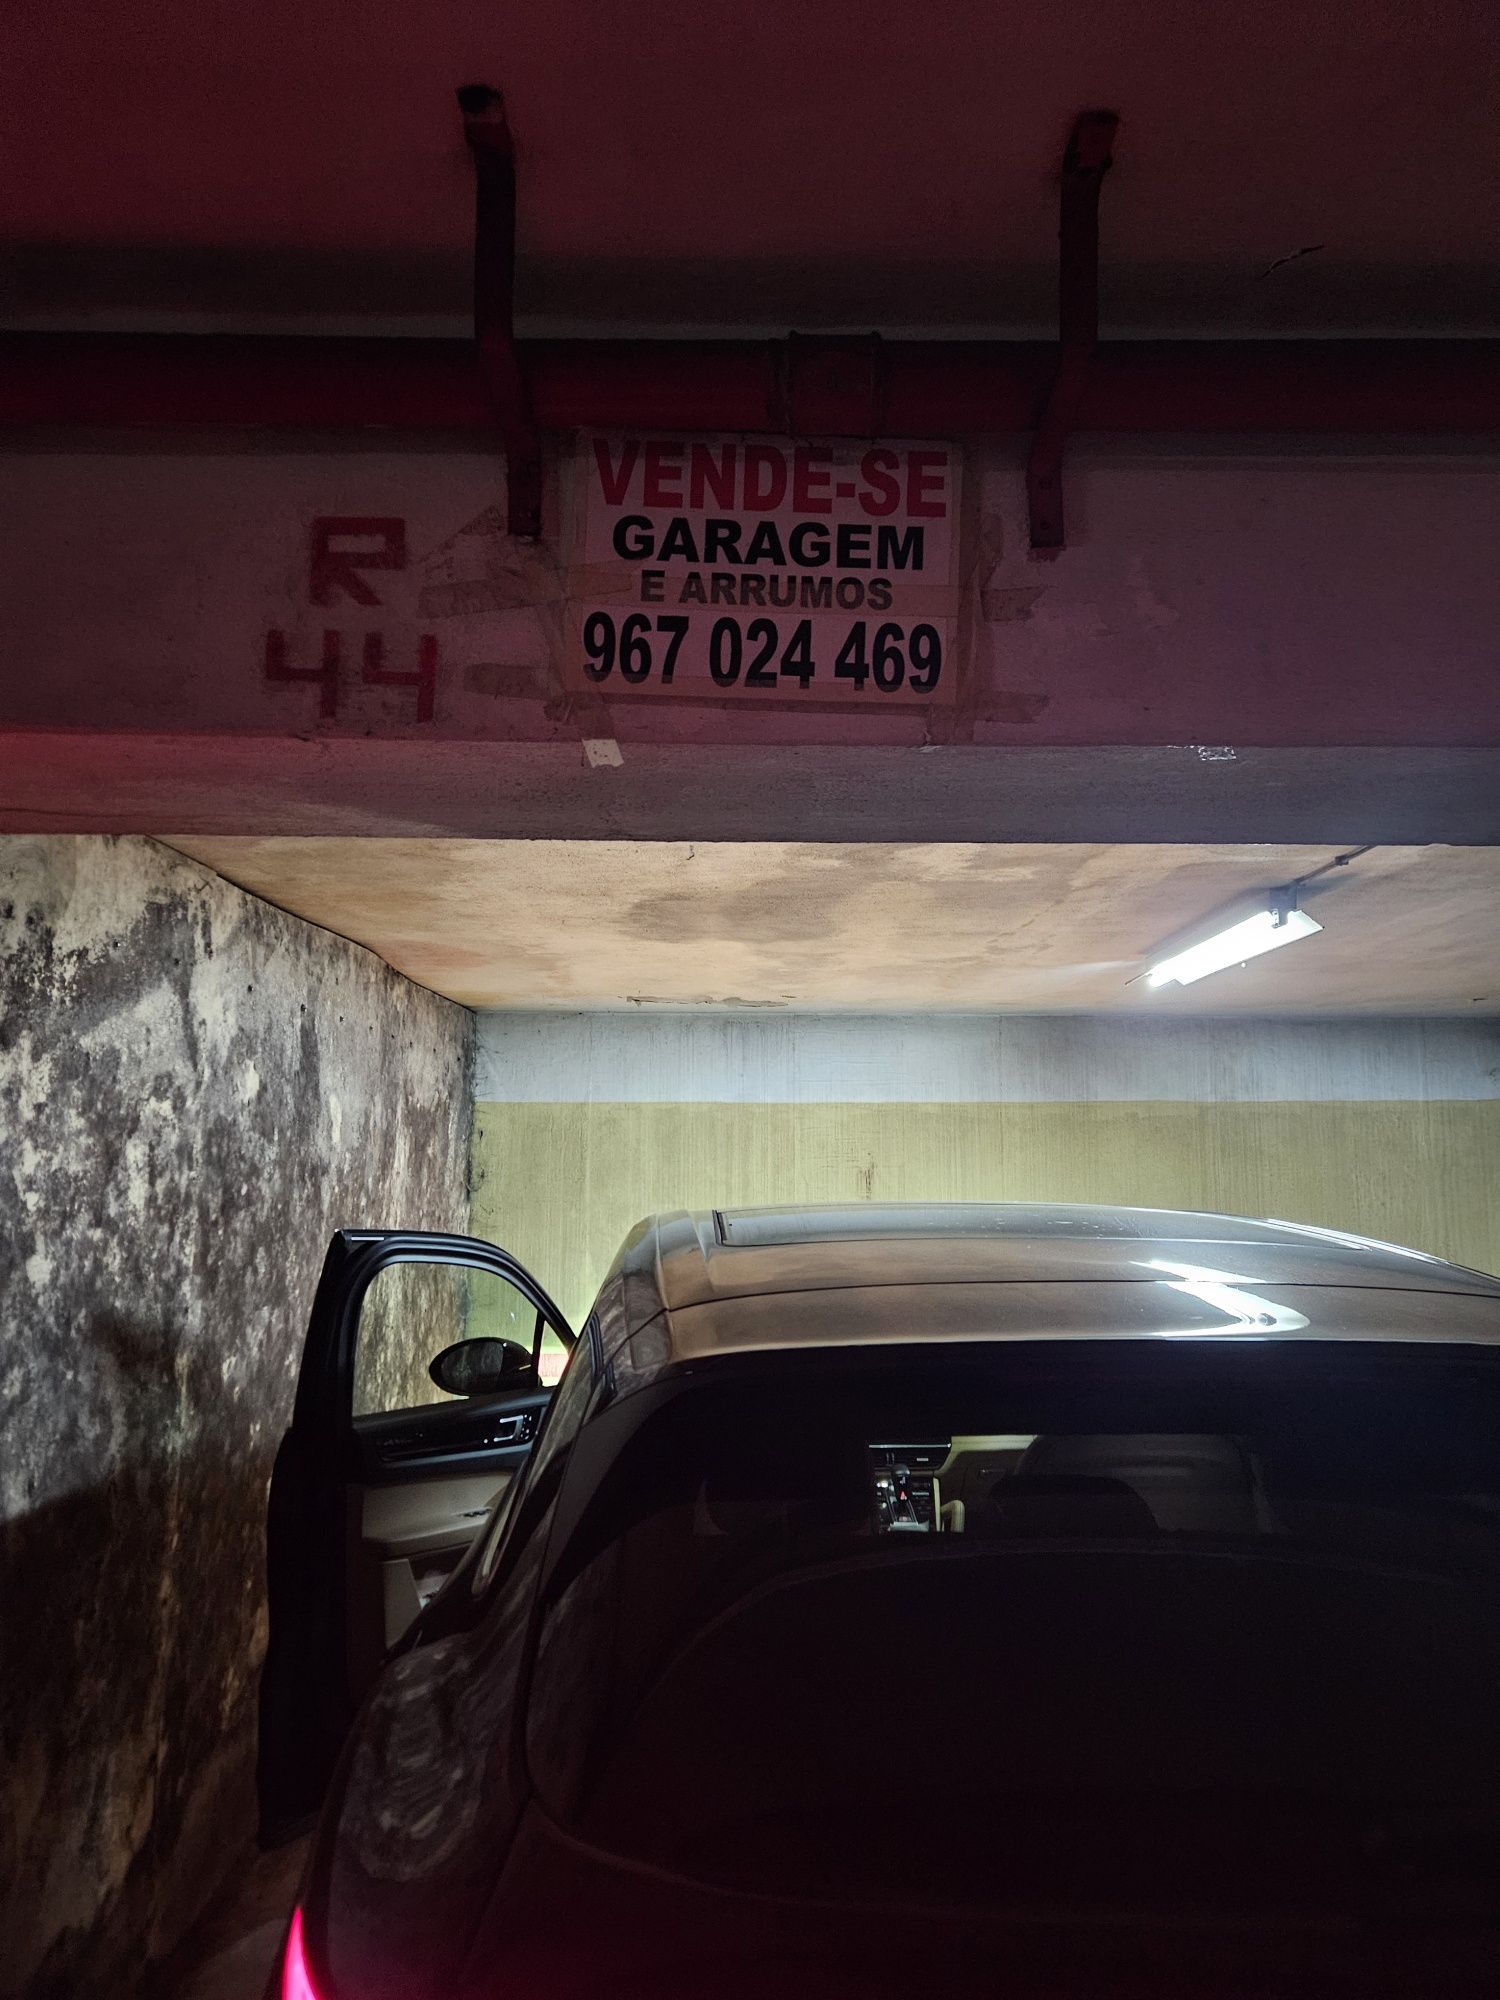 VENDE-SE
GARAGEM
E ARRUMOS
967 024 469
R
44